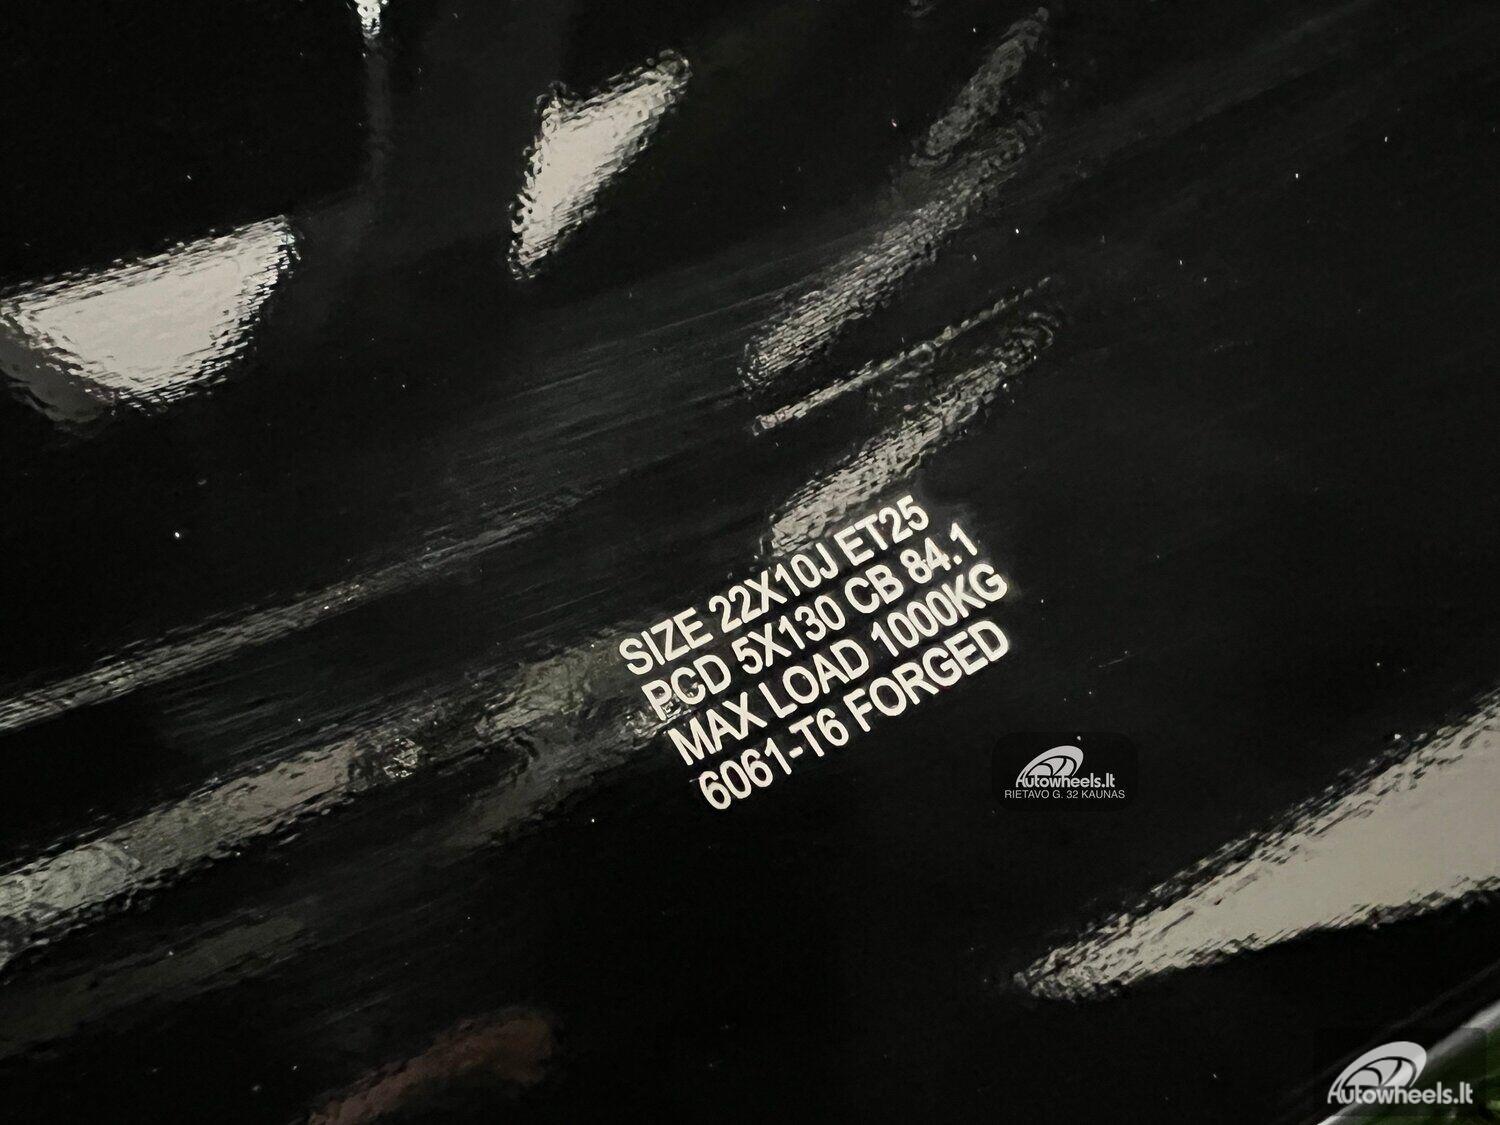 SIZE 22X10J ET25
PCD 5X130 CB 84.1
MAX LOAD 1000KG
6061-T6 FORGED
Autowheels.lt
RIETAVO G. 32 KAUNAS
Autowheels.lt